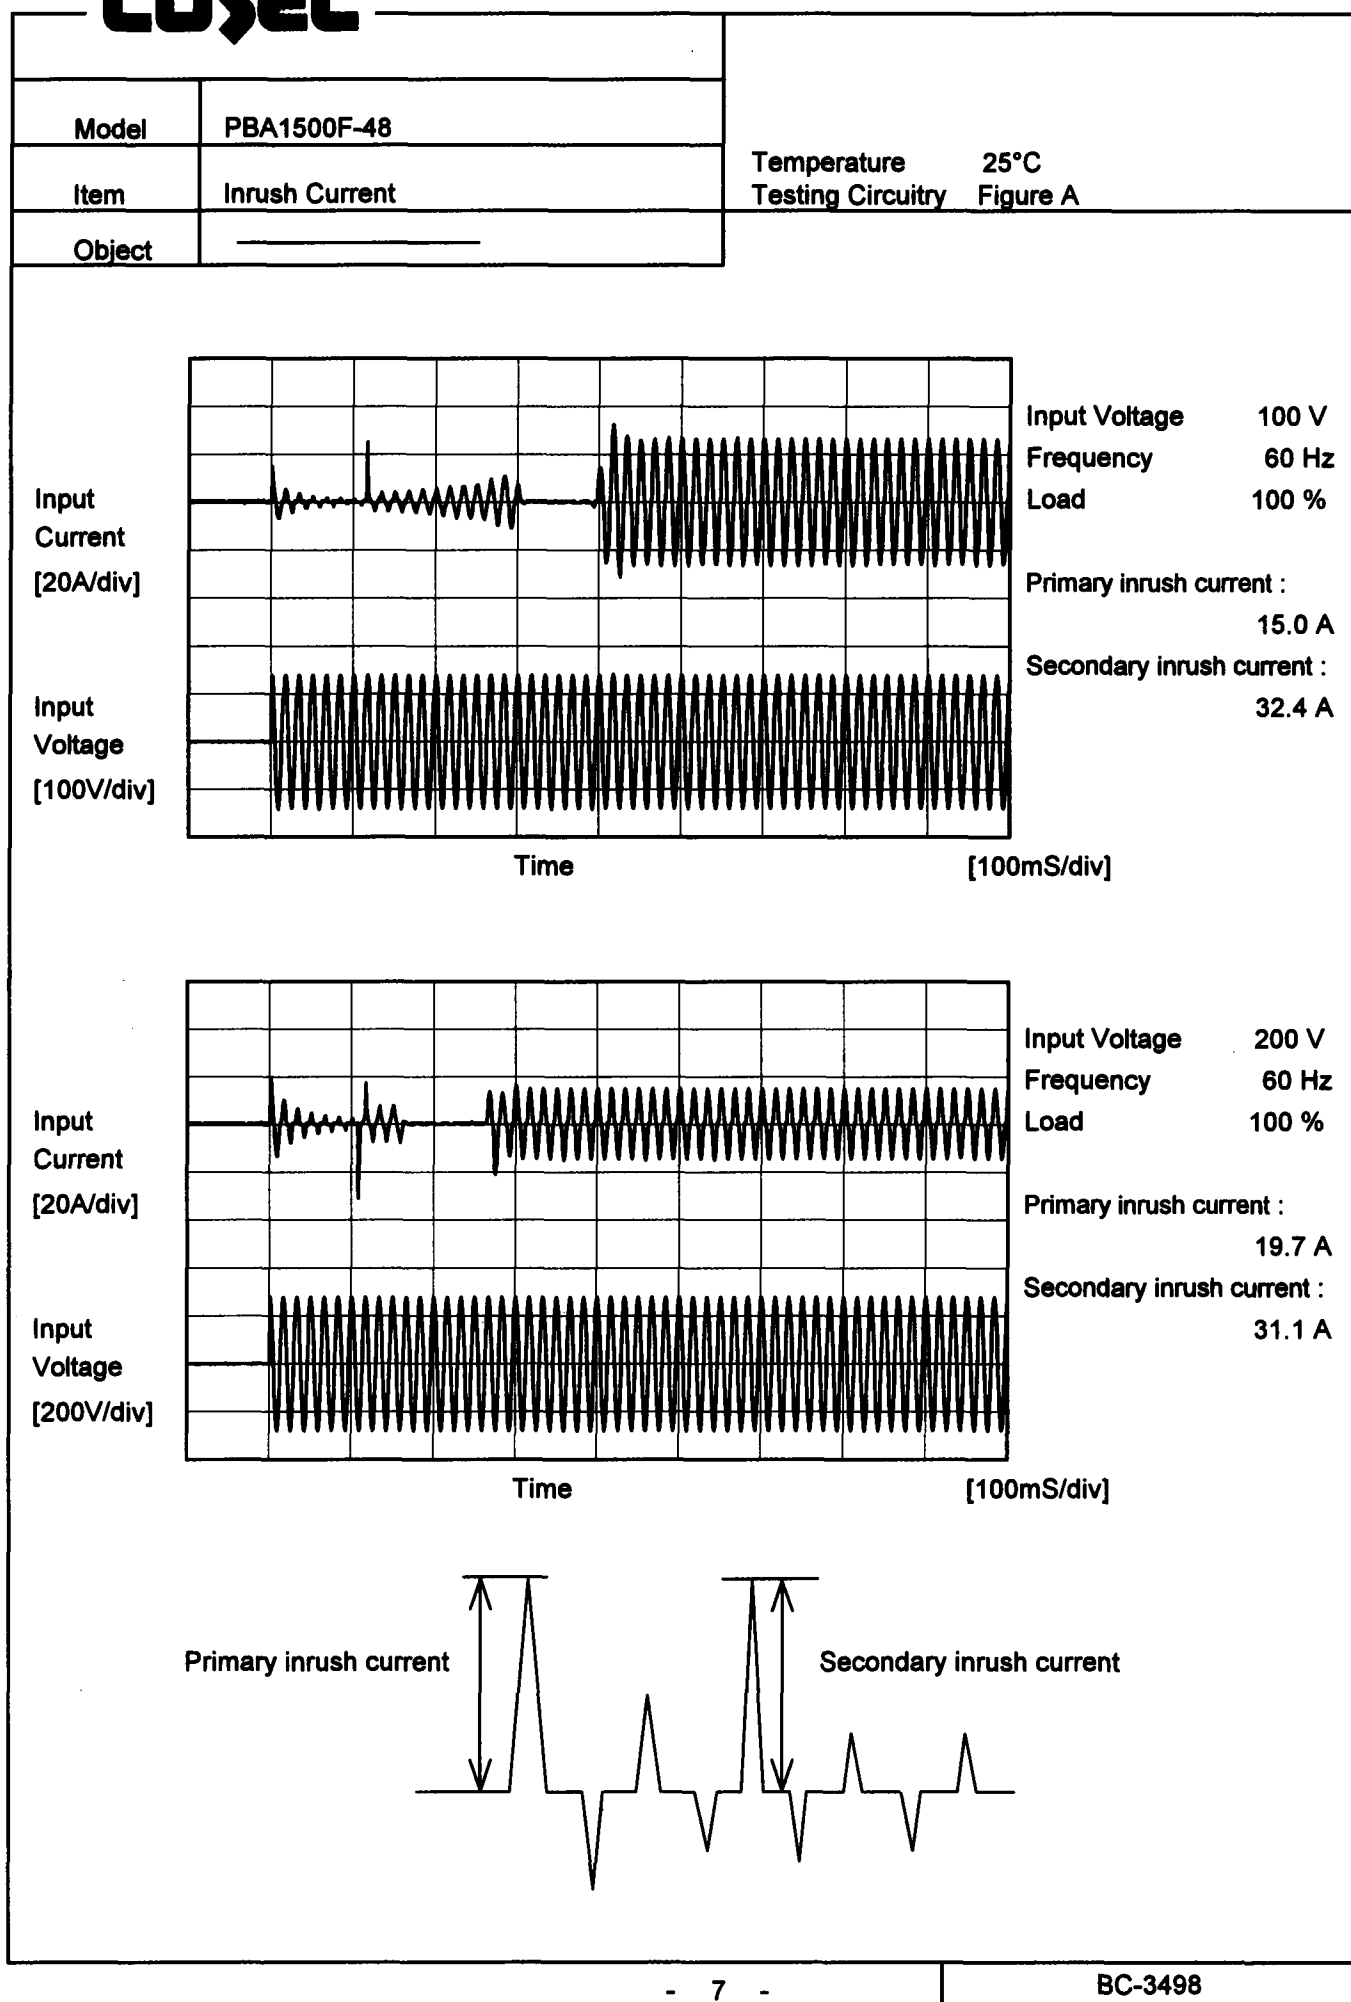 COSEL
Model PBA1500F-48
Item Inrush Current
Object
Temperature 25°C
Testing Circuitry Figure A
Input
Current
[20A/div]
Input
Voltage
[100V/div]
Input Voltage 100 V
Frequency 60 Hz
Load 100 %
Primary inrush current :
15.0 A
Secondary inrush current :
32.4 A
Time [100mS/div]
Input
Current
[20A/div]
Input
Voltage
[200V/div]
Input Voltage 200 V
Frequency 60 Hz
Load 100 %
Primary inrush current :
19.7 A
Secondary inrush current :
31.1 A
Time [100mS/div]
Primary inrush current
Secondary inrush current
- 7 -
BC-3498